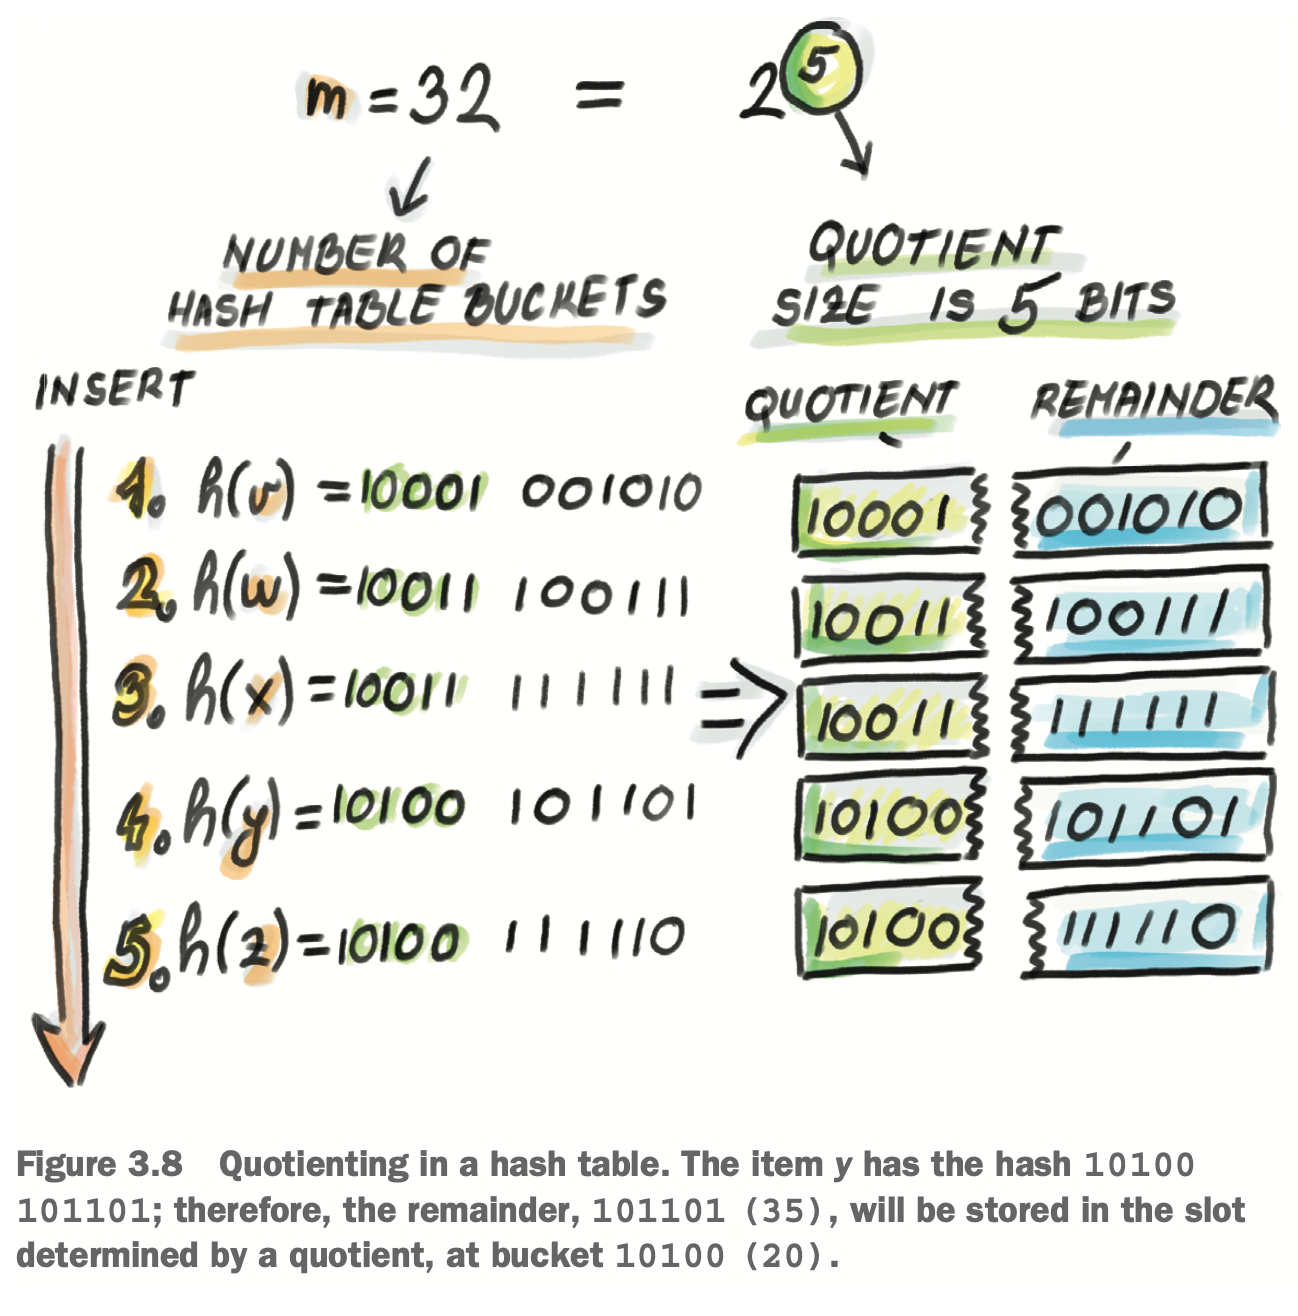 m = 32 = 2^5
NUMBER OF
HASH TABLE BUCKETS
QUOTIENT
SIZE IS 5 BITS
INSERT
QUOTIENT REMAINDER
1. h(v) = 10001 001010
2. h(w) = 10011 100111
3. h(x) = 10011 111111 =>
4. h(y) = 10100 101101
5. h(z) = 10100 111110
10001 001010
10011 100111
10011 111111
10100 101101
10100 111110
Figure 3.8 Quotienting in a hash table. The item y has the hash 10100
101101; therefore, the remainder, 101101 (35), will be stored in the slot
determined by a quotient, at bucket 10100 (20).